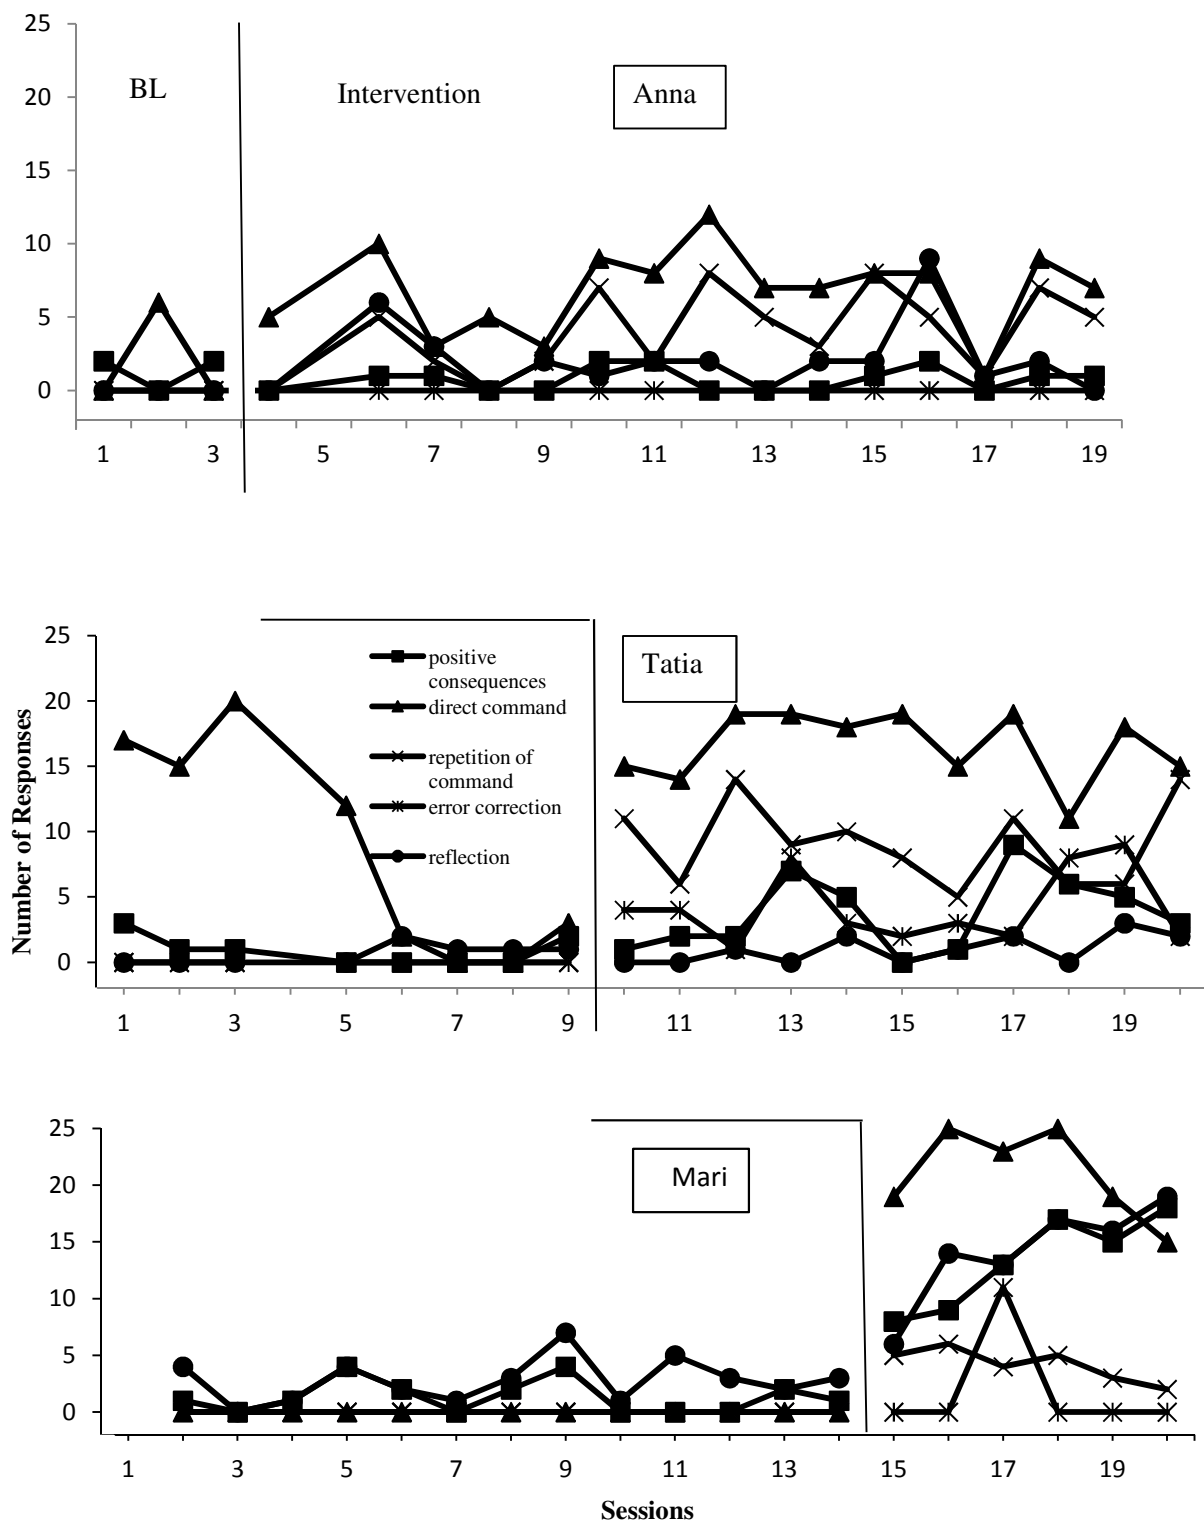 25
20
15
10
5
0
BL
Intervention
Anna
1 3 5 7 9 11 13 15 17 19
Number of Responses
25
20
15
10
5
0
positive
consequences
direct command
repetition of
command
error correction
reflection
Tatia
1 3 5 7 9 11 13 15 17 19
25
20
15
10
5
0
Mari
1 3 5 7 9 11 13 15 17 19
Sessions